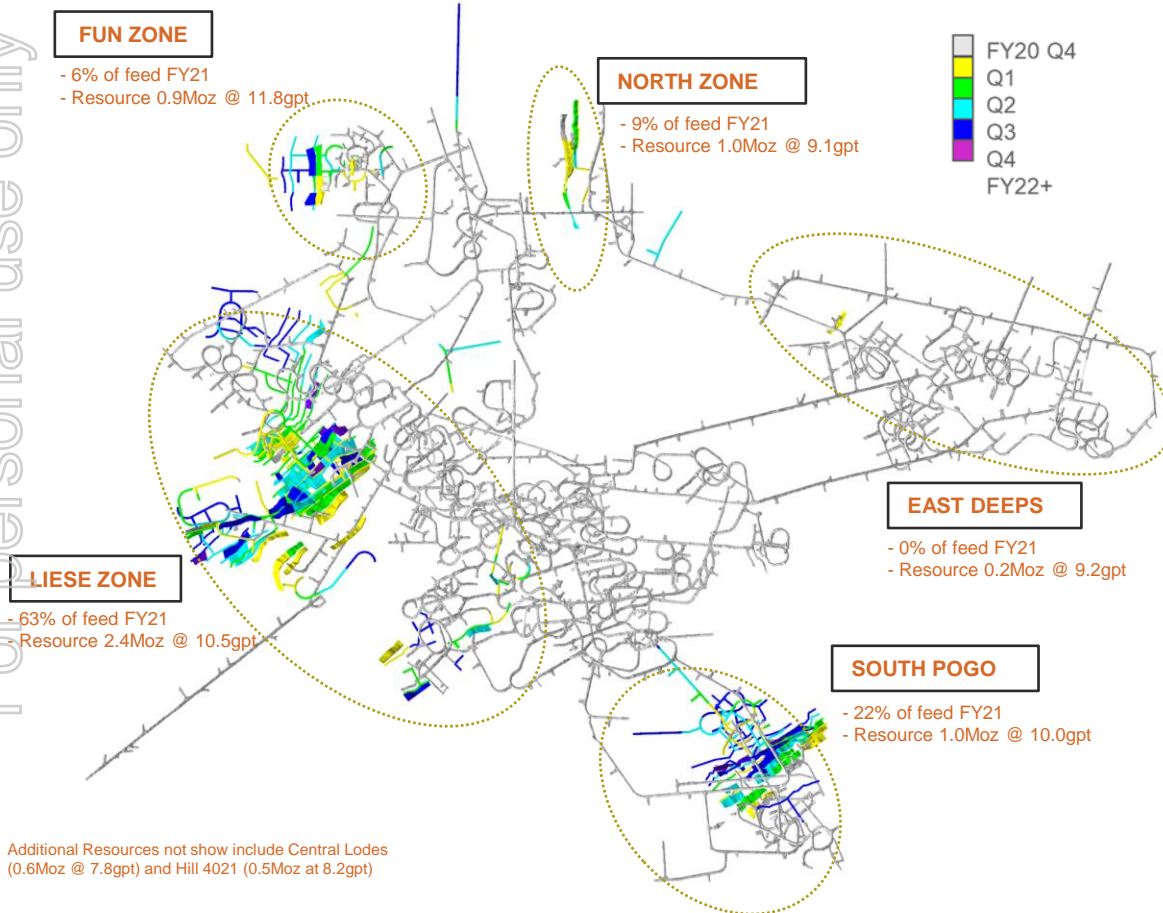 For personal use only
FUN ZONE
- 6% of feed FY21
- Resource 0.9Moz @ 11.8gpt
NORTH ZONE
- 9% of feed FY21
- Resource 1.0Moz @ 9.1gpt
FY20 Q4
Q1
Q2
Q3
Q4
FY22+
EAST DEEPS
- 0% of feed FY21
- Resource 0.2Moz @ 9.2gpt
LIESE ZONE
- 63% of feed FY21
- Resource 2.4Moz @ 10.5gpt
SOUTH POGO
- 22% of feed FY21
- Resource 1.0Moz @ 10.0gpt
Additional Resources not show include Central Lodes
(0.6Moz @ 7.8gpt) and Hill 4021 (0.5Moz at 8.2gpt)